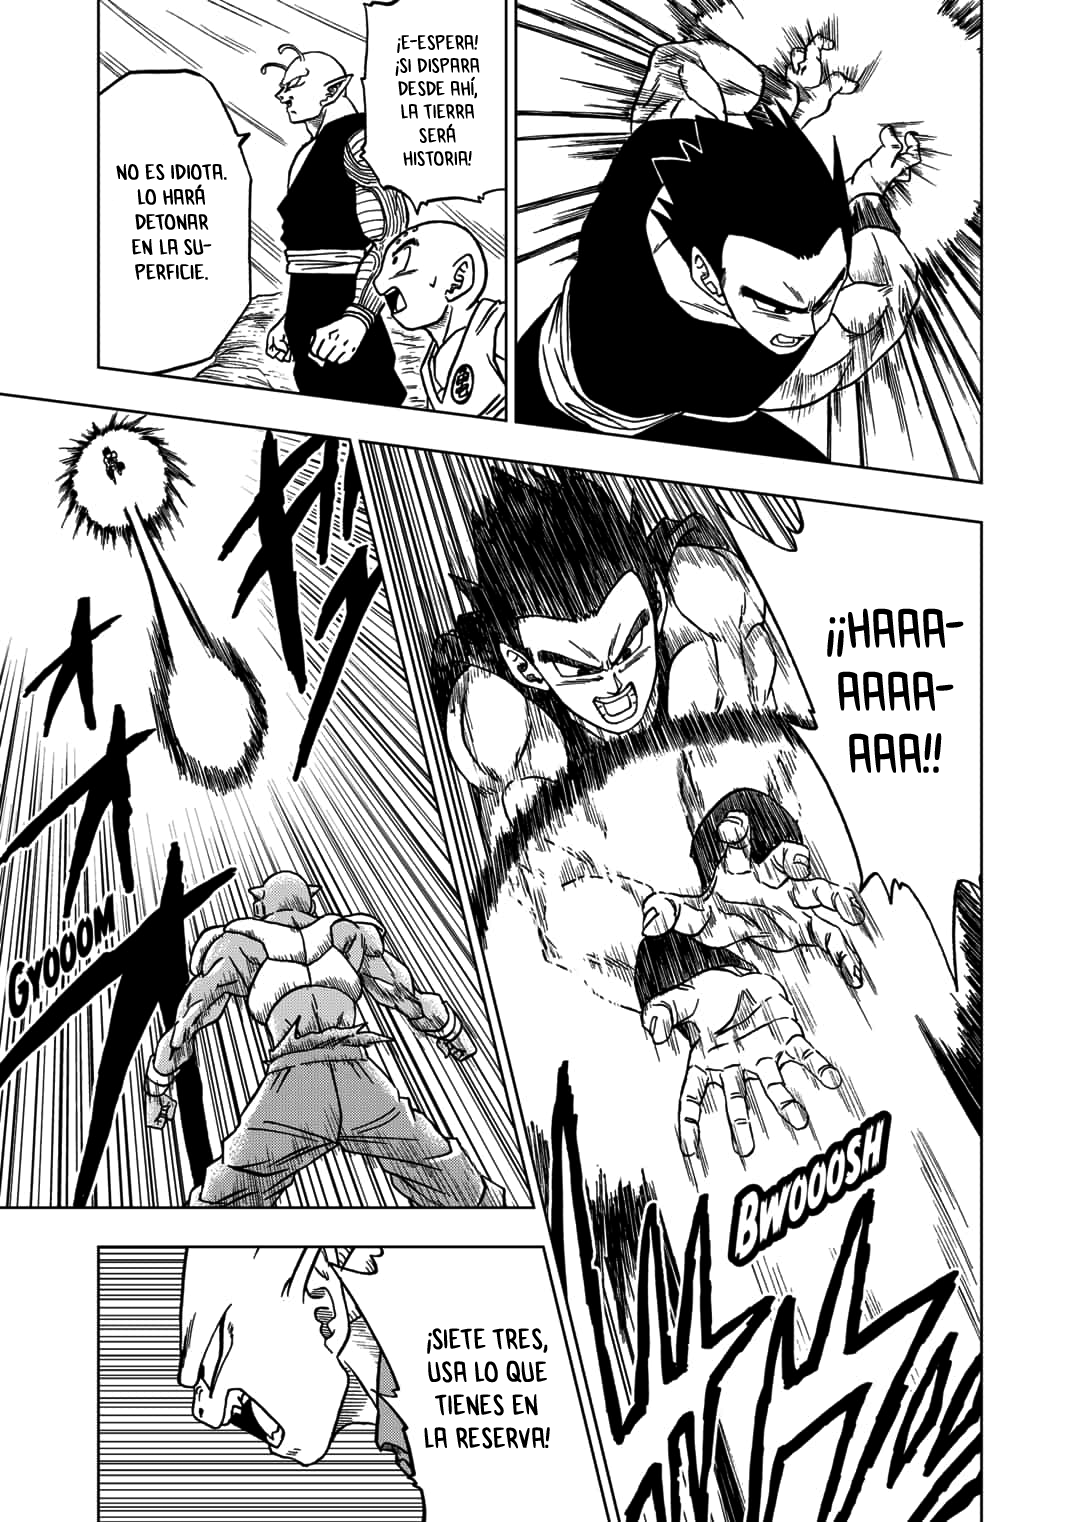 ¡E-ESPERA!
¡SI DISPARA
DESDE AHÍ,
LA TIERRA
SERÁ
HISTORIA!
NO ES IDIOTA.
LO HARÁ
DETONAR
EN LA SU-
PERFICIE.
¡¡HAAA-
AAAAA-
AAA!!
BWOOOSH
GYOOOM
¡SIETE TRES,
USA LO QUE
TIENES EN
LA RESERVA!